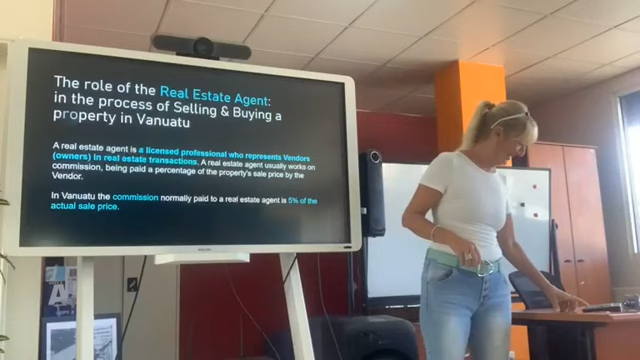 The role of the Real Estate Agent:
in the process of Selling & Buying a
property in Vanuatu
A real estate agent is a licensed professional who represents Vendors
(owners) in real estate transactions. A real estate agent usually works on
commission, being paid a percentage of the property's sale price by the
Vendor.
In Vanuatu the commission normally paid to a real estate agent is 5% of the
actual sale price.